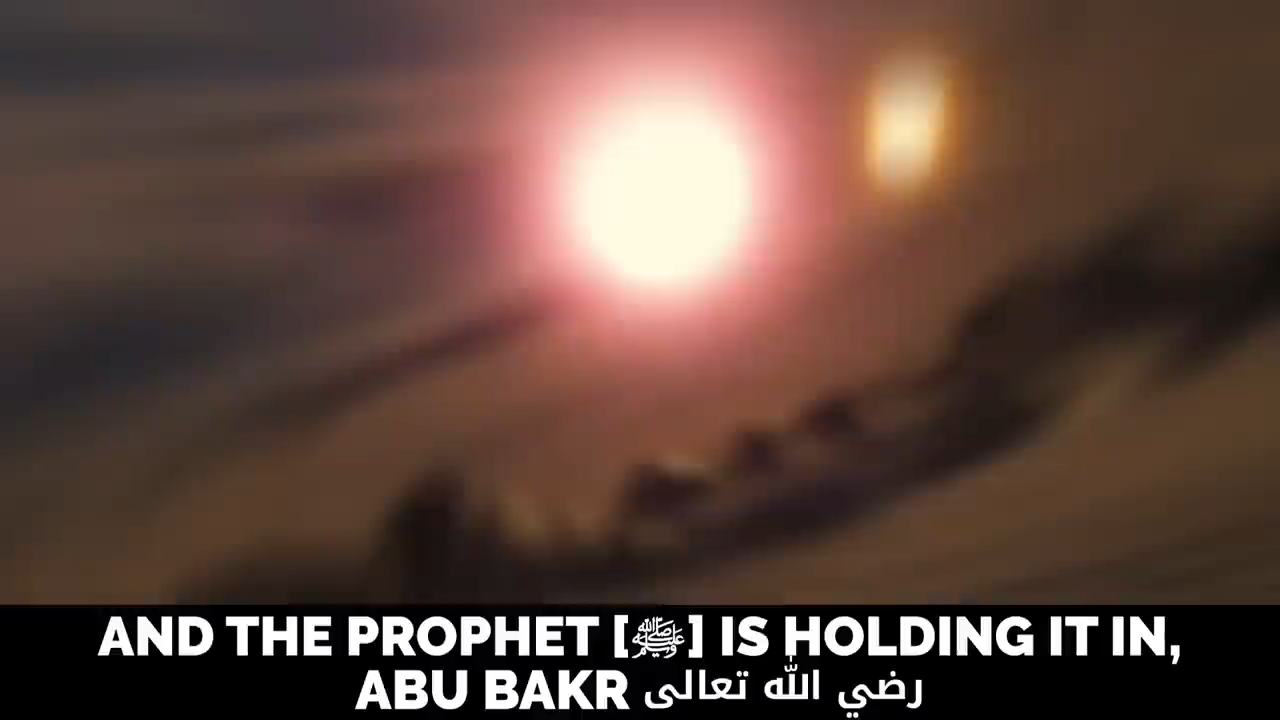 AND THE PROPHET [ﷺ] IS HOLDING IT IN,
ABU BAKR رضي الله تعالى